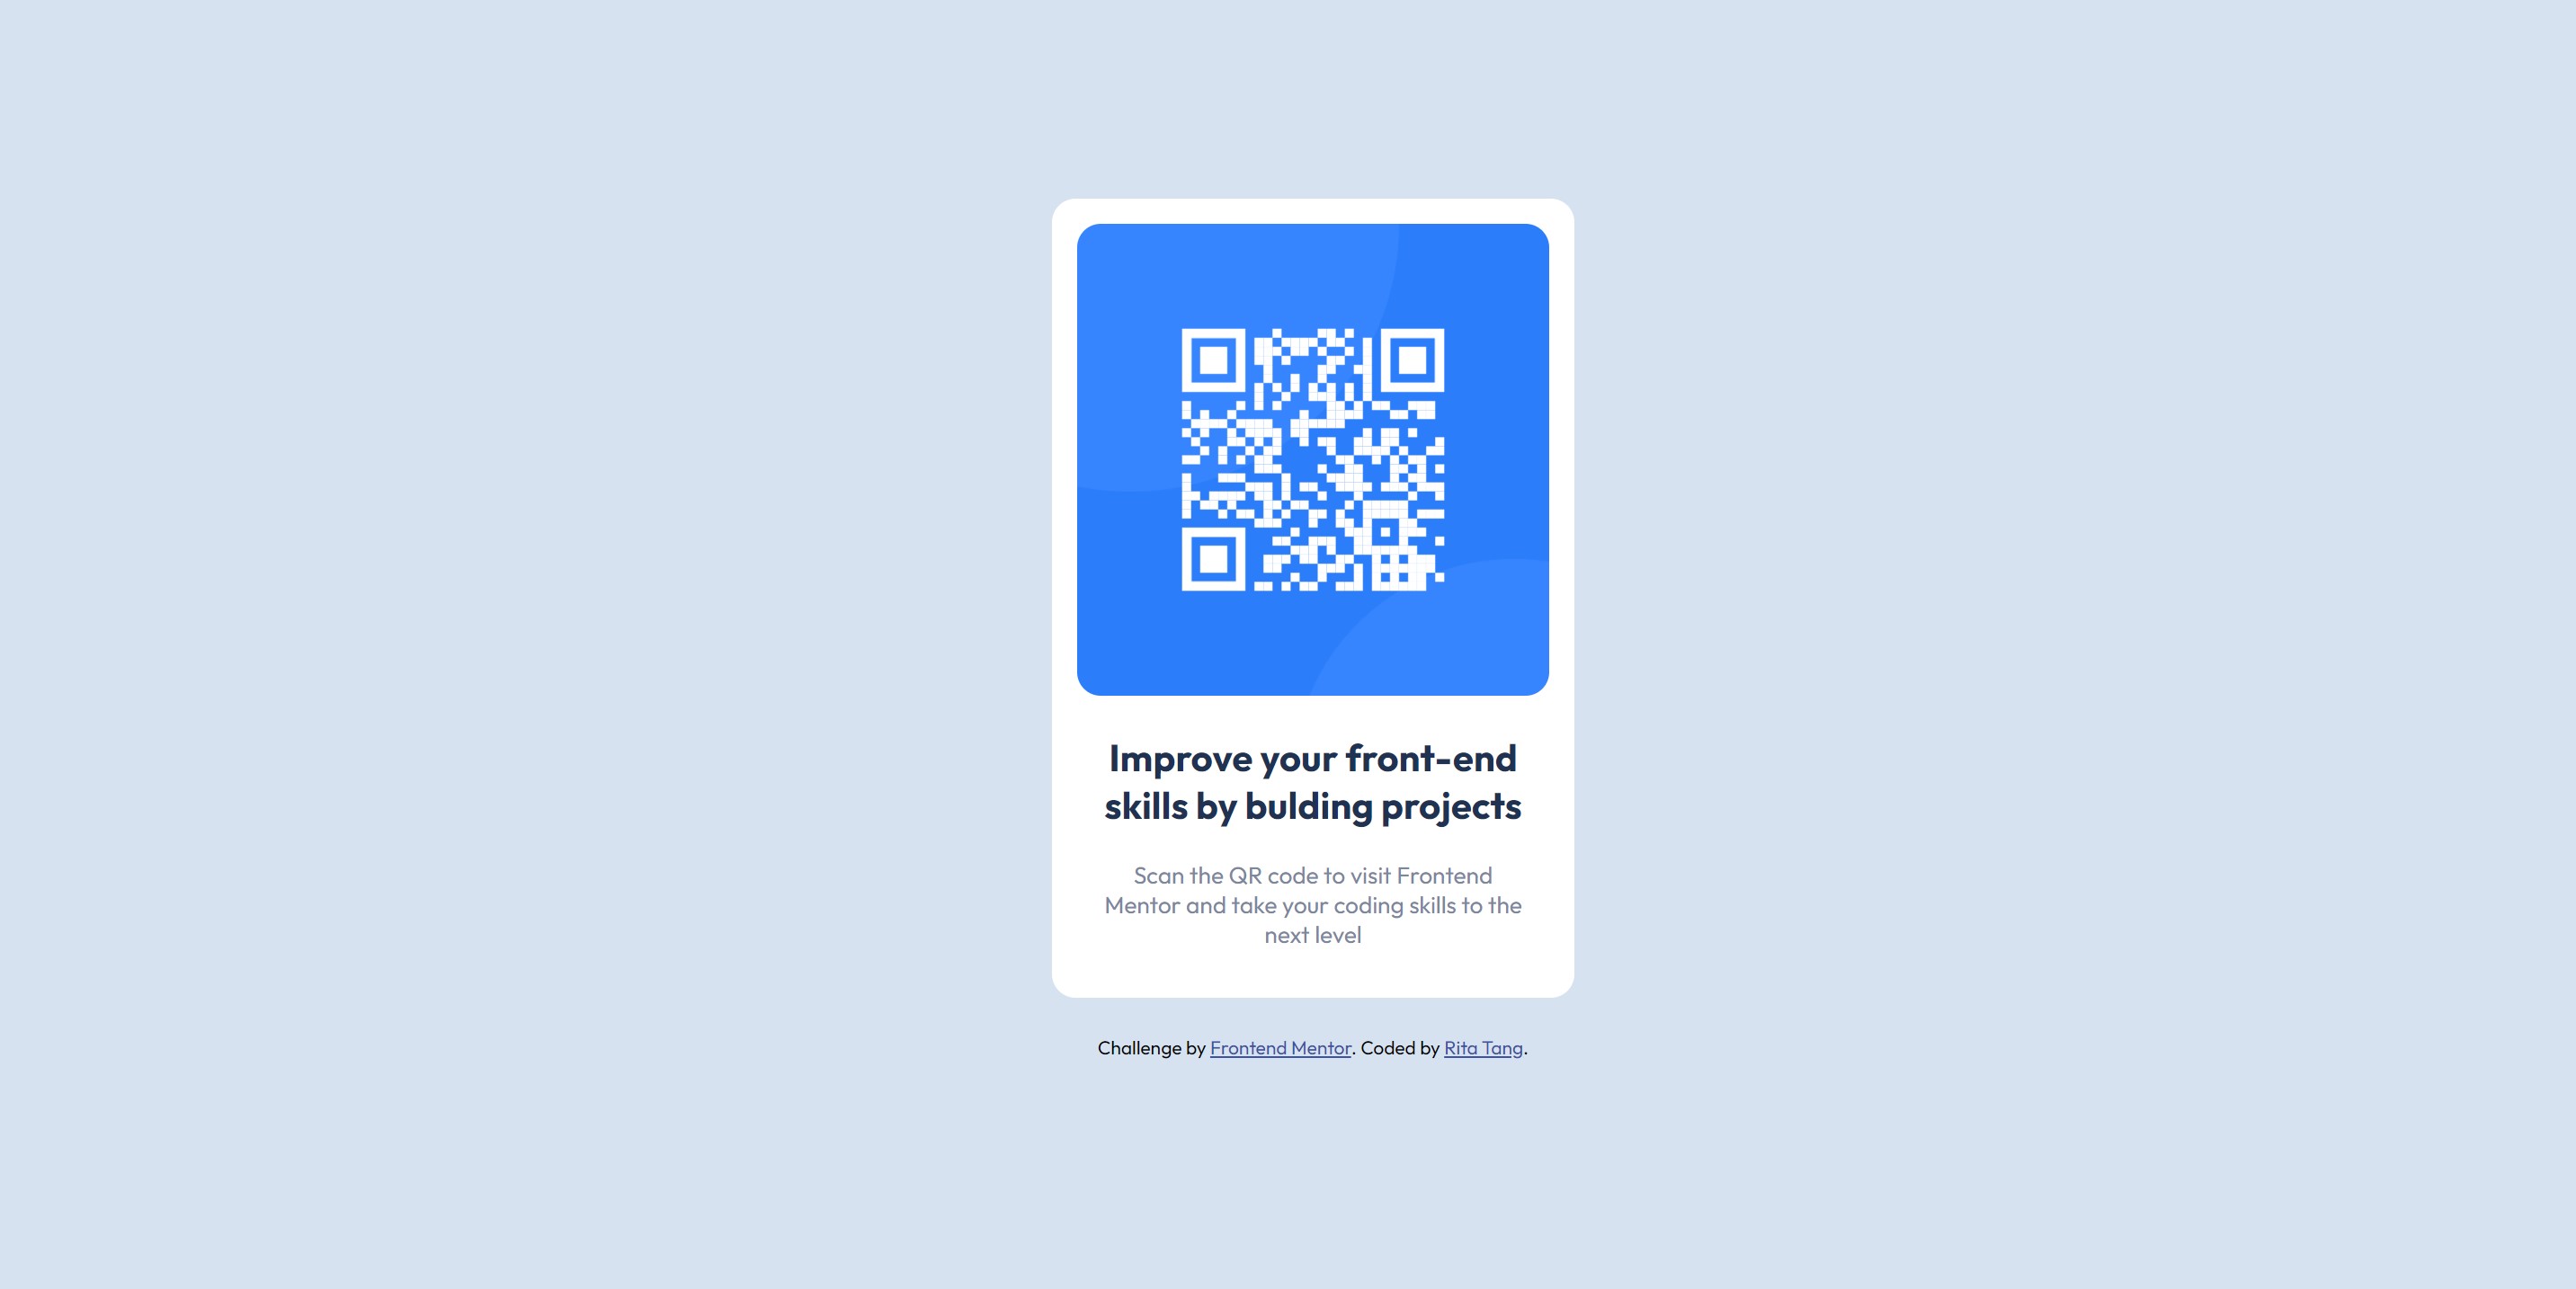 Improve your front-end
skills by bulding projects
Scan the QR code to visit Frontend
Mentor and take your coding skills to the
next level
Challenge by Frontend Mentor. Coded by Rita Tang.